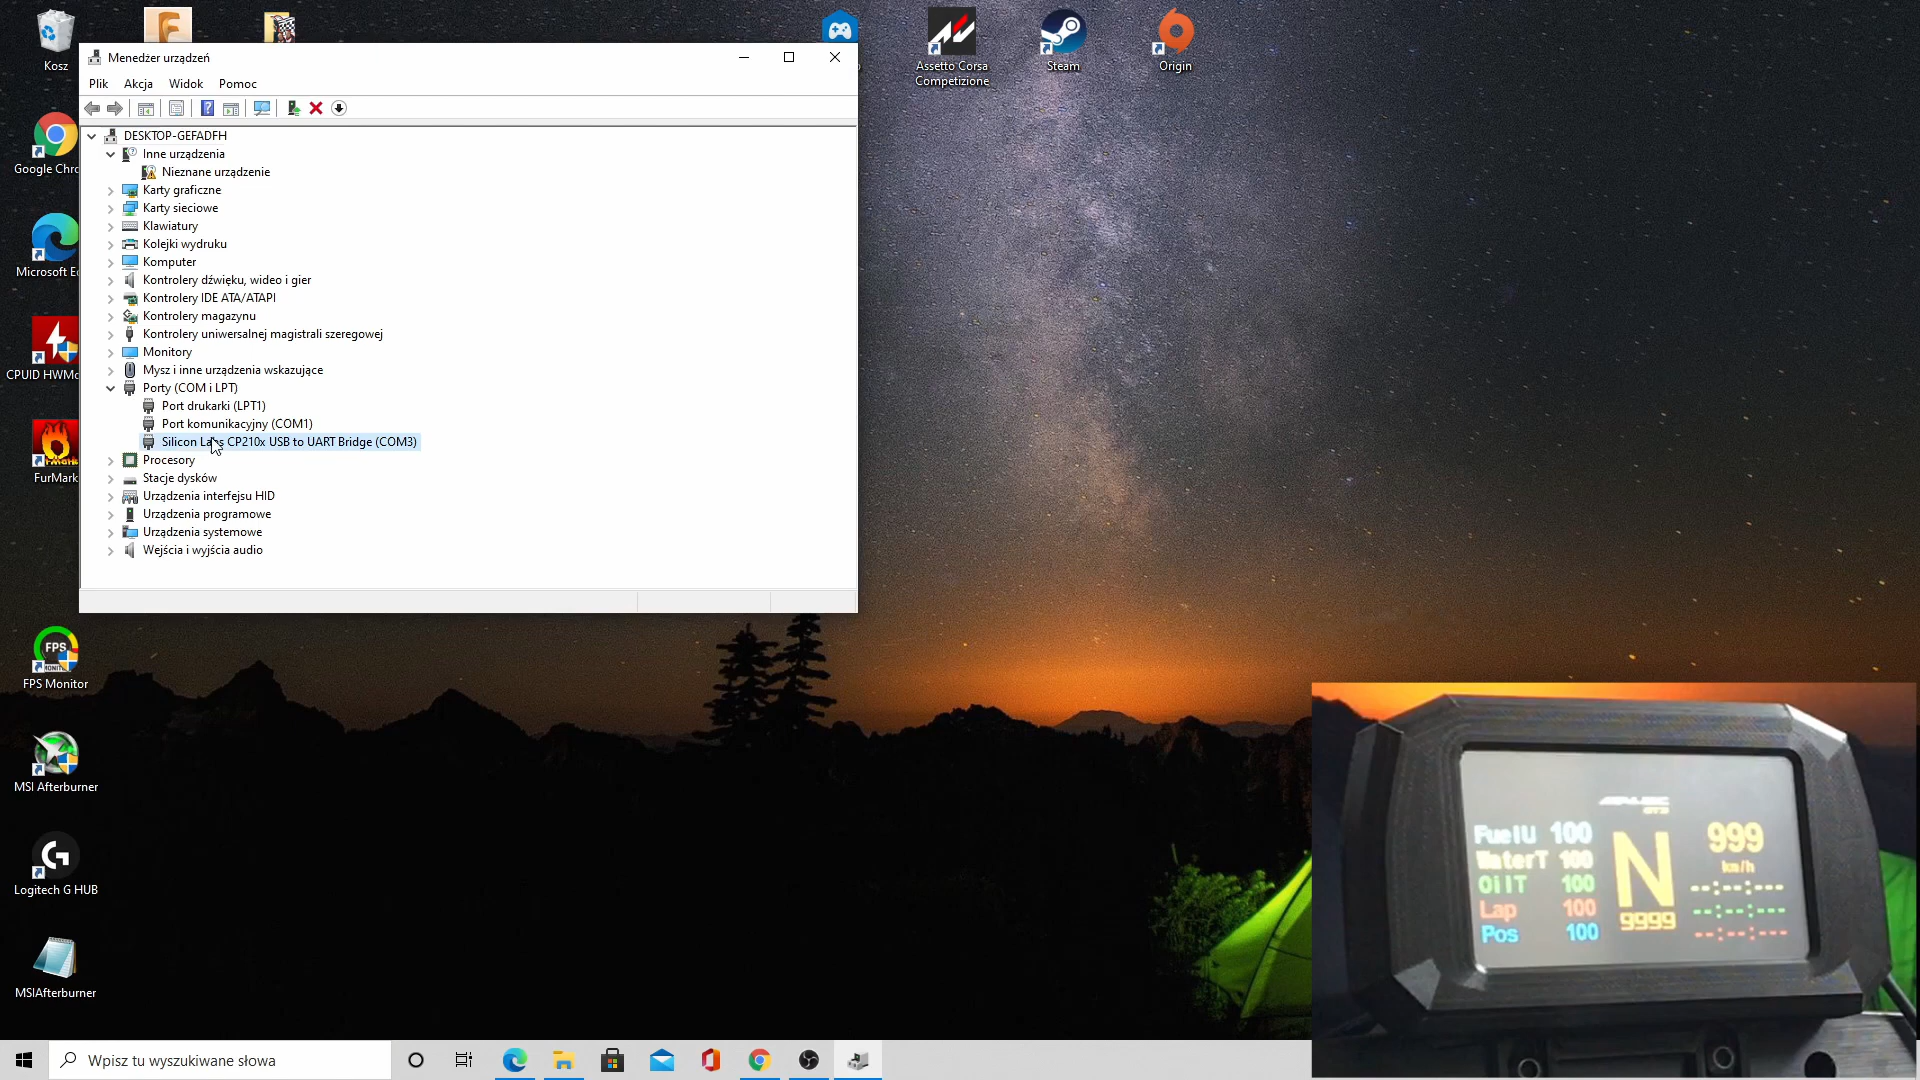 Kosz
Google Chro
Microsoft Ed
CPUID HWMo
FurMark
FPS Monitor
MSI Afterburner
Logitech G HUB
MSIAfterburner
Assetto Corsa
Competizione
Steam
Origin
Menedżer urządzeń
Plik Akcja Widok Pomoc
DESKTOP-GEFADFH
Inne urządzenia
Nieznane urządzenie
Karty graficzne
Karty sieciowe
Klawiatury
Kolejki wydruku
Komputer
Kontrolery dźwięku, wideo i gier
Kontrolery IDE ATA/ATAPI
Kontrolery magazynu
Kontrolery uniwersalnej magistrali szeregowej
Monitory
Mysz i inne urządzenia wskazujące
Porty (COM i LPT)
Port drukarki (LPT1)
Port komunikacyjny (COM1)
Silicon Labs CP210x USB to UART Bridge (COM3)
Procesory
Stacje dysków
Urządzenia interfejsu HID
Urządzenia programowe
Urządzenia systemowe
Wejścia i wyjścia audio
FuelU 100
WaterT 100
OilT 100
Lap 100
Pos 100
N
9999
999
km/h
--:--:---
--:--:---
--:--:---
Wpisz tu wyszukiwane słowa